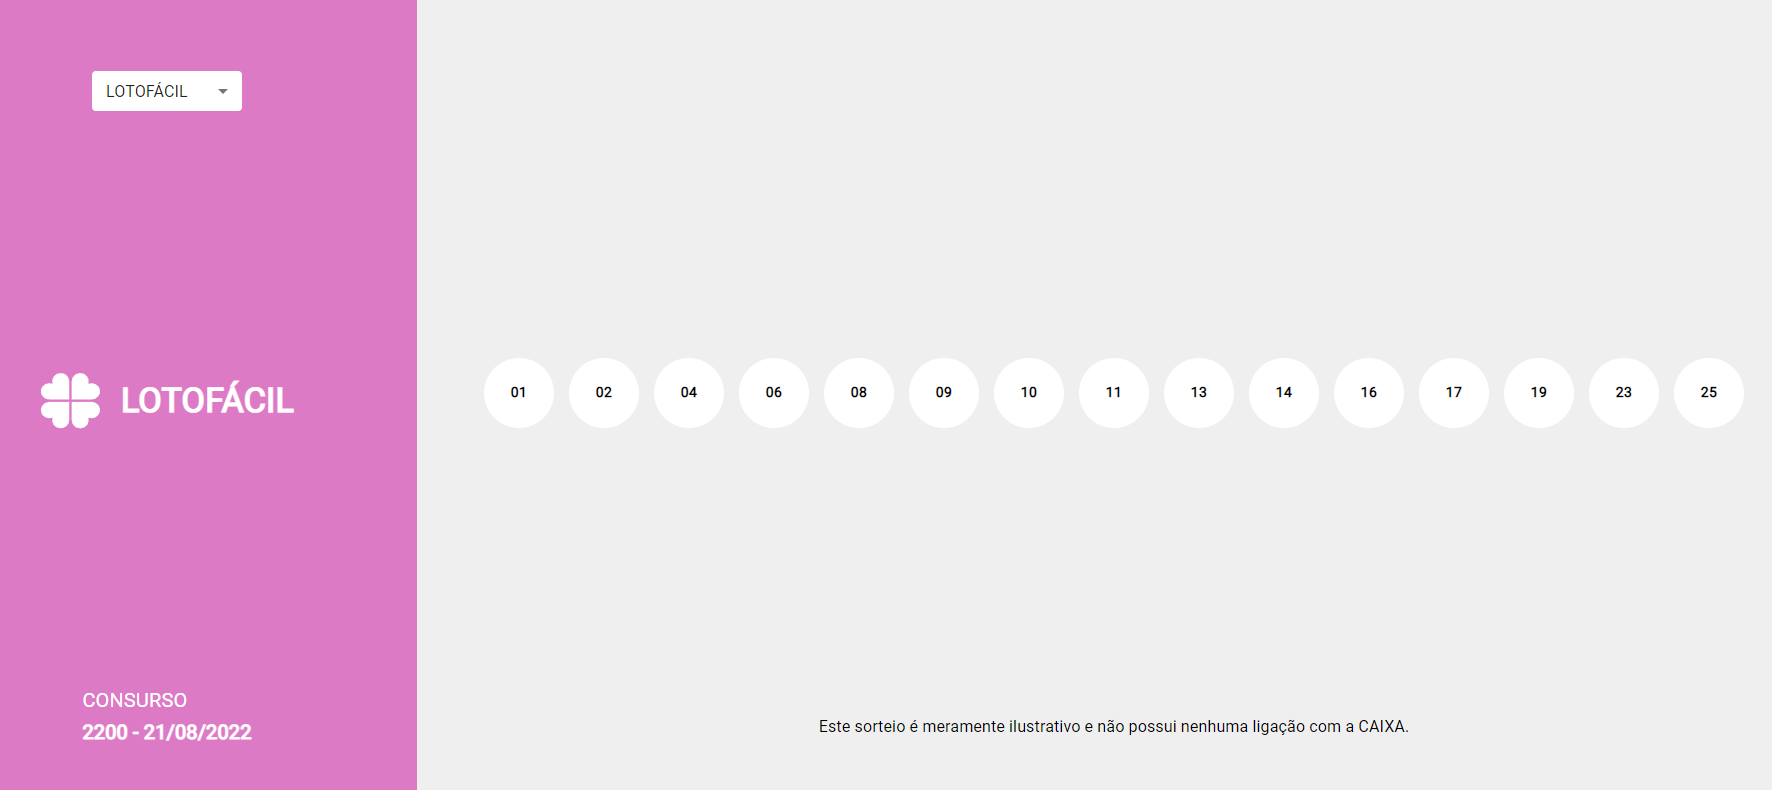 LOTOFÁCIL
LOTOFÁCIL
01 02 04 06 08 09 10 11 13 14 16 17 19 23 25
CONSURSO
2200 - 21/08/2022
Este sorteio é meramente ilustrativo e não possui nenhuma ligação com a CAIXA.